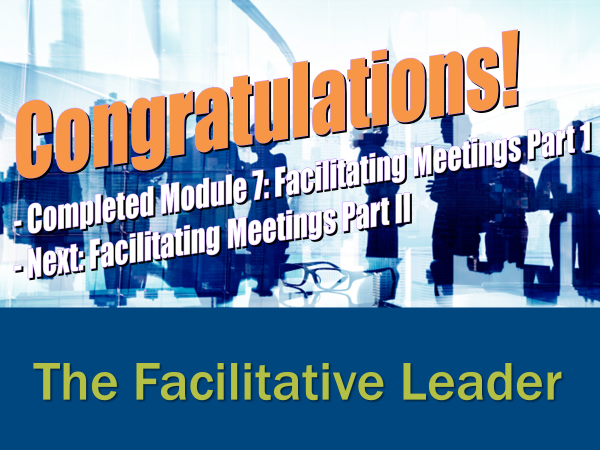 Congratulations!
- Completed Module 7: Facilitating Meetings Part 1
- Next: Facilitating Meetings Part II
The Facilitative Leader